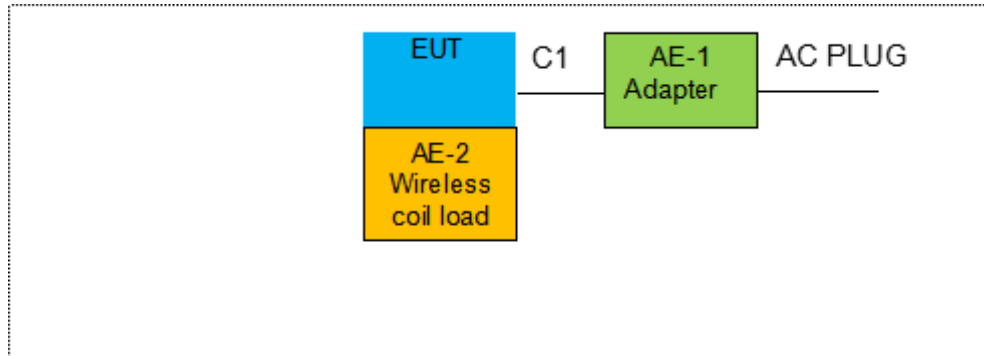 EUT
C1
AE-1
Adapter
AC PLUG
AE-2
Wireless
coil load